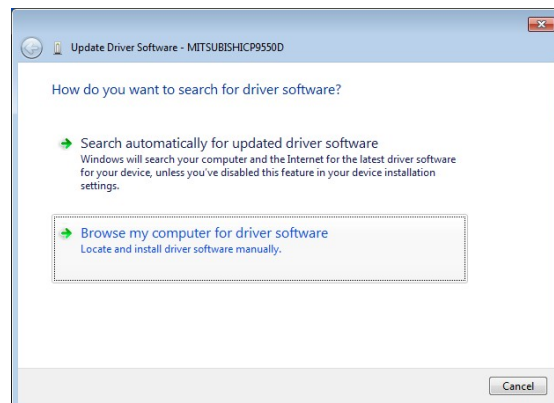 Update Driver Software - MITSUBISHICP9550D
How do you want to search for driver software?
Search automatically for updated driver software
Windows will search your computer and the Internet for the latest driver software
for your device, unless you've disabled this feature in your device installation
settings.
Browse my computer for driver software
Locate and install driver software manually.
Cancel